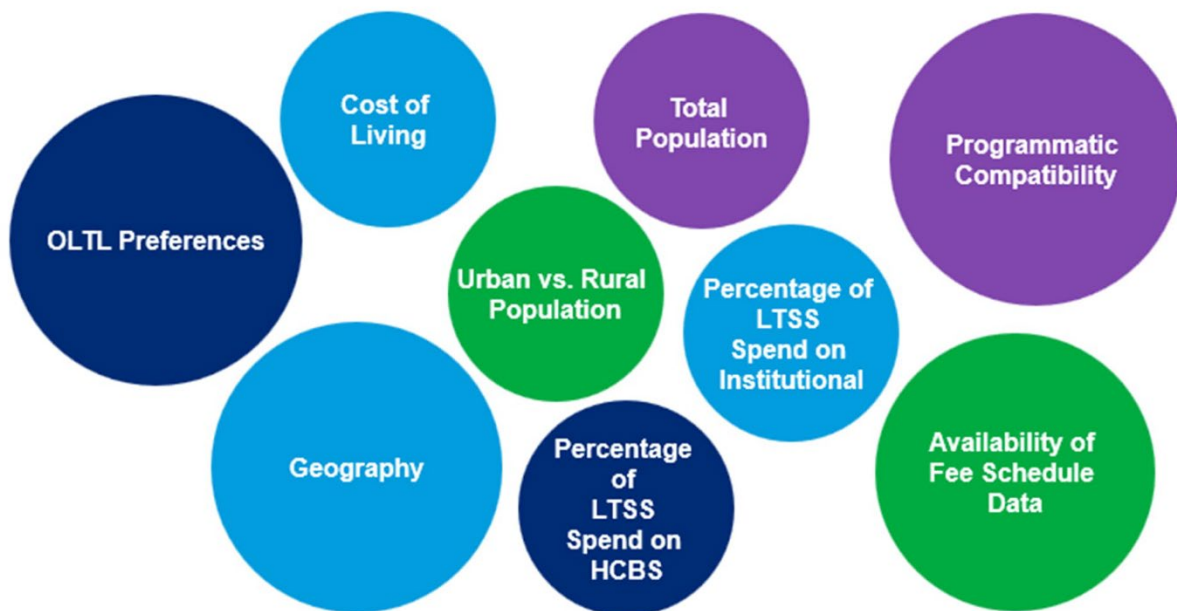 Cost of
Living
Total
Population
Programmatic
Compatibility
OLTL Preferences
Urban vs. Rural
Population
Percentage of
LTSS
Spend on
Institutional
Geography
Percentage
of
LTSS
Spend on
HCBS
Availability of
Fee Schedule
Data